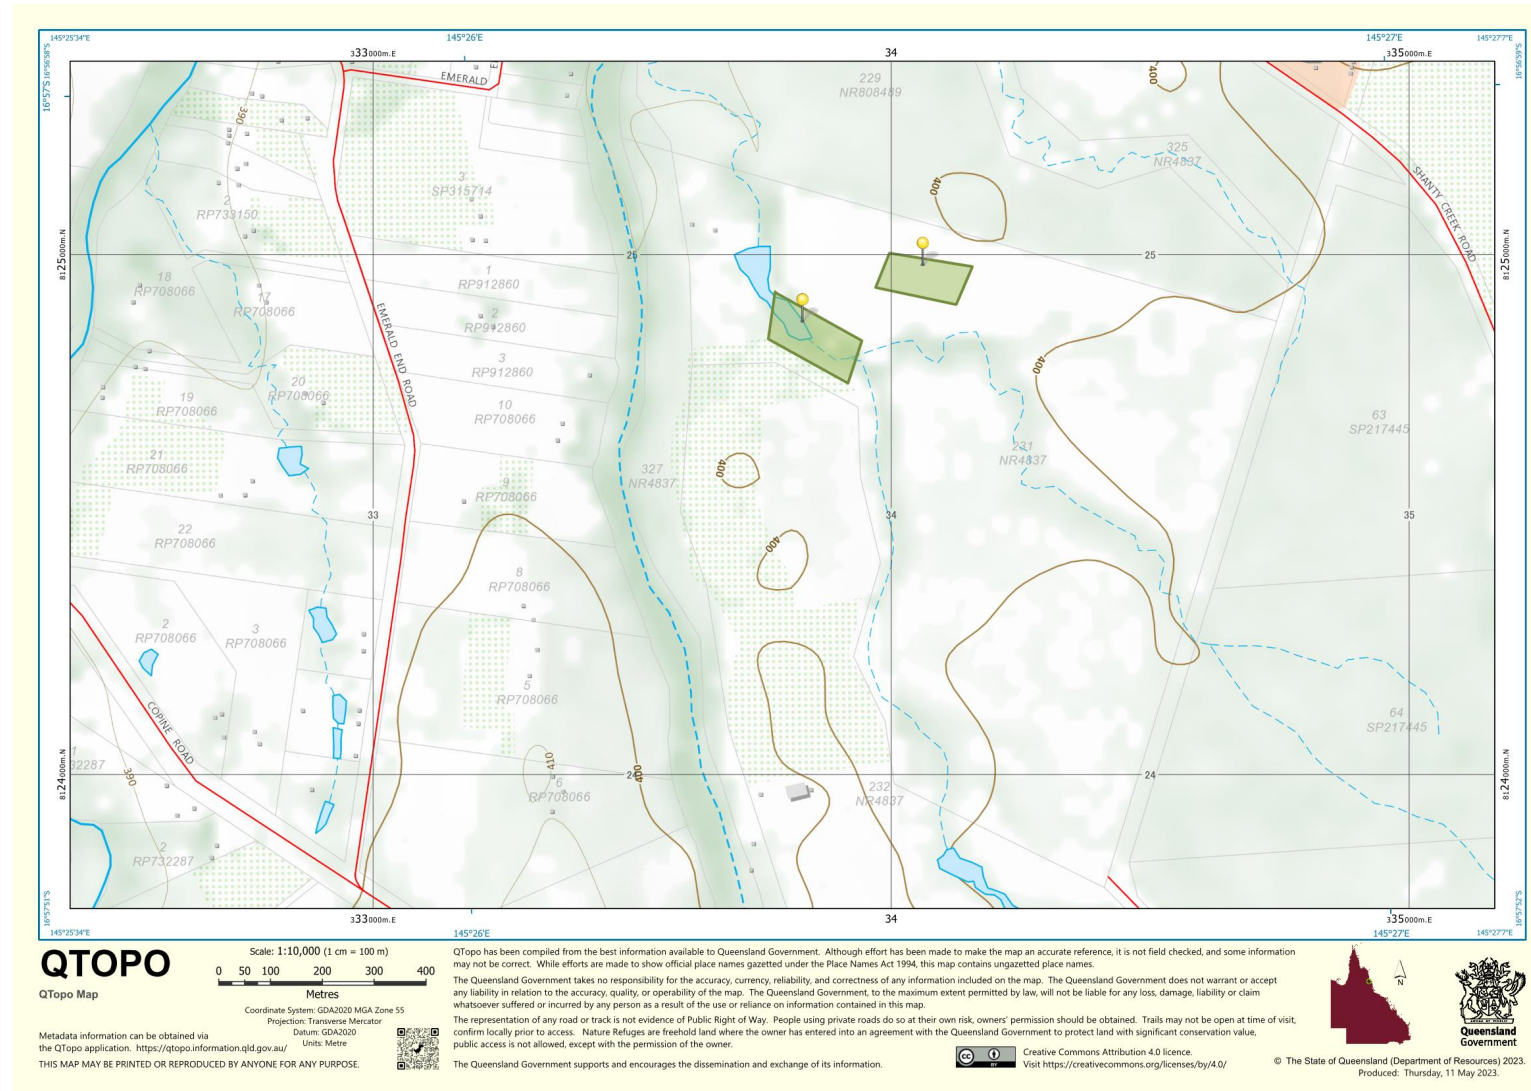 145°25'34"E
145°26'E
145°27'E
145°27'7"E
16°56'58"S
16°57'S
16°56'59"S
333000m.E
34
335000m.E
EMERALD
E
229
NR808489
400
390
325
NR4837
3
SP315714
SHANTY CREEK ROAD
400
2
RP733150
8125000m.N
25
25
8125000m.N
1
RP912860
18
RP708066
17
RP708066
2
RP912860
EMERALD END ROAD
3
RP912860
400
20
RP708066
19
RP708066
10
RP708066
63
SP217445
231
NR4837
21
RP708066
327
NR4837
400
9
RP708066
33
34
35
22
RP708066
400
8
RP708066
2
RP708066
3
RP708066
5
RP708066
COPINE ROAD
64
SP217445
1
32287
390
410
400
8124000m.N
24
24
8124000m.N
6
RP708066
232
NR4837
2
RP732287
16°57'51"S
16°57'52"S
333000m.E
34
335000m.E
145°25'34"E
145°26'E
145°27'E
145°27'7"E
QTOPO
QTopo Map
Scale: 1:10,000 (1 cm = 100 m)
0 50 100 200 300 400
Metres
Coordinate System: GDA2020 MGA Zone 55
Projection: Transverse Mercator
Datum: GDA2020
Units: Metre
Metadata information can be obtained via
the QTopo application. https://qtopo.information.qld.gov.au/
THIS MAP MAY BE PRINTED OR REPRODUCED BY ANYONE FOR ANY PURPOSE.
QTopo has been compiled from the best information available to Queensland Government. Although effort has been made to make the map an accurate reference, it is not field checked, and some information
may not be correct. While efforts are made to show official place names gazetted under the Place Names Act 1994, this map contains ungazetted place names.
The Queensland Government takes no responsibility for the accuracy, currency, reliability, and correctness of any information included on the map. The Queensland Government does not warrant or accept
any liability in relation to the accuracy, quality, or operability of the map. The Queensland Government, to the maximum extent permitted by law, will not be liable for any loss, damage, liability or claim
whatsoever suffered or incurred by any person as a result of the use or reliance on information contained in this map.
The representation of any road or track is not evidence of Public Right of Way. People using private roads do so at their own risk, owners' permission should be obtained. Trails may not be open at time of visit,
confirm locally prior to access. Nature Refuges are freehold land where the owner has entered into an agreement with the Queensland Government to protect land with significant conservation value,
public access is not allowed, except with the permission of the owner.
The Queensland Government supports and encourages the dissemination and exchange of its information.
cc
BY
Creative Commons Attribution 4.0 licence.
Visit https://creativecommons.org/licenses/by/4.0/
N
Queensland
Government
© The State of Queensland (Department of Resources) 2023.
Produced: Thursday, 11 May 2023.